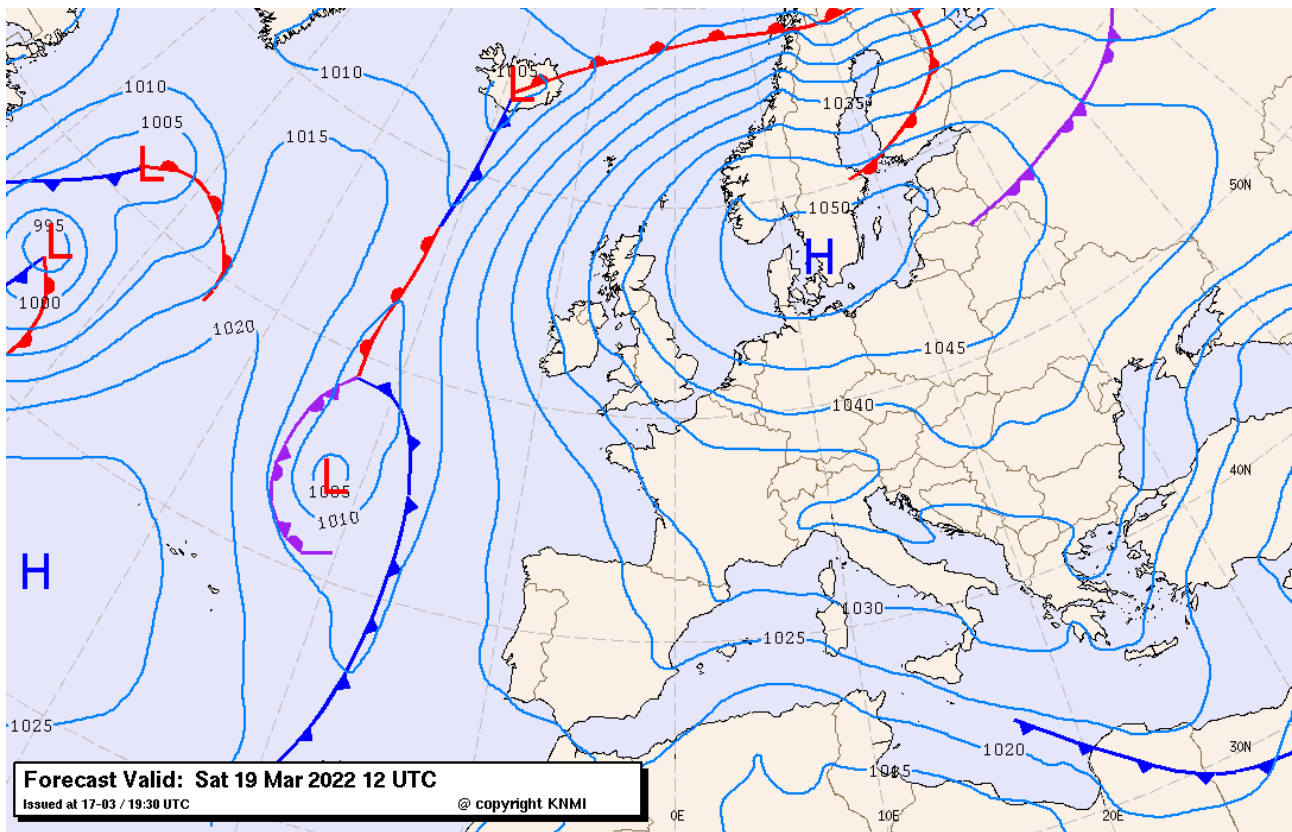 1005
1010
1010
1005
1015
1035
50N
1050
995
1000
1020
1045
1040
40N
1005
1010
H
H
1030
1025
1025
1020
30N
1015
L
L
L
L
Forecast Valid: Sat 19 Mar 2022 12 UTC
Issued at 17-03 / 19:30 UTC
@ copyright KNMI
0E
10E
20E